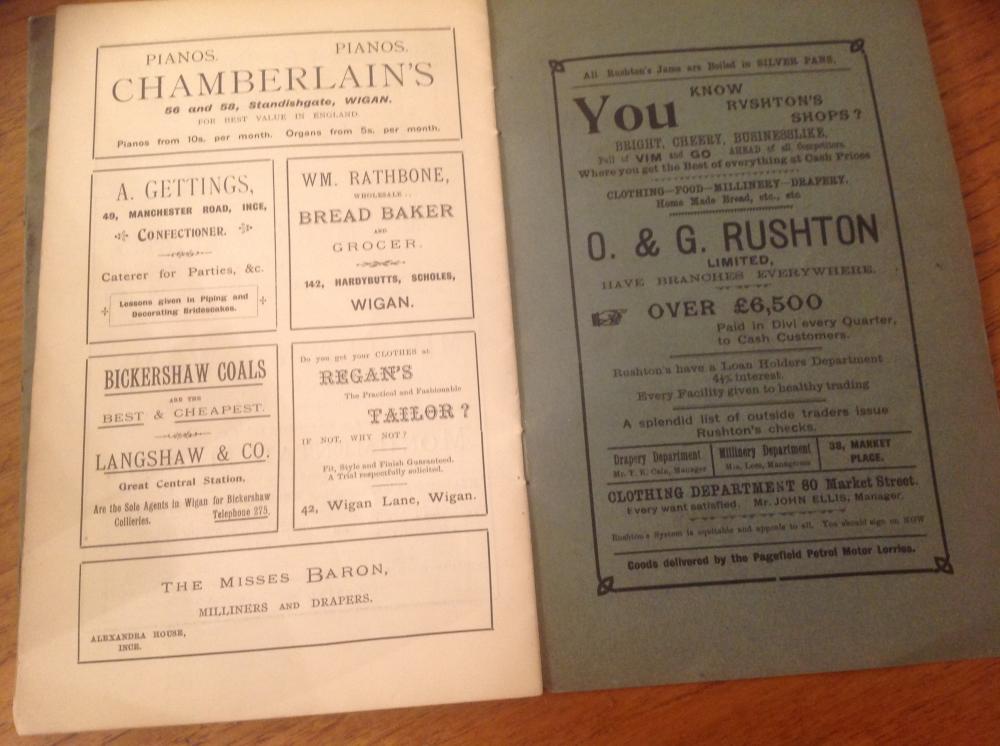 PIANOS. PIANOS.
CHAMBERLAIN'S
56 and 58, Standishgate, WIGAN.
FOR BEST VALUE IN ENGLAND.
Pianos from 10s. per month. Organs from 5s. per month.
A. GETTINGS,
49, MANCHESTER ROAD, INCE,
CONFECTIONER.
Caterer for Parties, &c.
Lessons given in Piping and
Decorating Bridescakes.
WM. RATHBONE,
WHOLESALE ..
BREAD BAKER
AND
GROCER.
142, HARDYBUTTS, SCHOLES,
WIGAN.
BICKERSHAW COALS
ARE THE
BEST & CHEAPEST.
LANGSHAW & CO.
Great Central Station,
Are the Sole Agents in Wigan for Bickershaw
Collieries.
Telephone 275.
Do you get your CLOTHES at
REGAN'S
The Practical and Fashionable
TAILOR?
IF NOT, WHY NOT?
Fit, Style and Finish Guaranteed.
A Trial respectfully solicited.
42, Wigan Lane, Wigan.
THE MISSES BARON,
MILLINERS AND DRAPERS.
ALEXANDRA HOUSE,
INCE.
All Rushton's Jams are Boiled in SILVER PANS.
You KNOW
RVSHTON'S
SHOPS?
BRIGHT, CHEERY, BUSINESSLIKE,
Full of VIM and GO AHEAD of all Competitors.
Where you get the Best of everything at Cash Prices
CLOTHING—FOOD—MILLINERY—DRAPERY.
Home Made Bread, etc., etc
O. & G. RUSHTON
LIMITED,
HAVE BRANCHES EVERYWHERE.
OVER £6,500
Paid in Divi every Quarter,
to Cash Customers.
Rushton's have a Loan Holders Department
4½% interest.
Every Facility given to healthy trading
A splendid list of outside traders issue
Rushton's checks.
Drapery Department
Mr. T. E. Cain, Manager
Millinery Department
Miss Lees, Manageress
38, MARKET
PLACE.
CLOTHING DEPARTMENT 80 Market Street.
Every want satisfied. Mr. JOHN ELLIS, Manager.
Rushton's System is equitable and appeals to all. You should sign on NOW
Goods delivered by the Pagefield Petrol Motor Lorries.